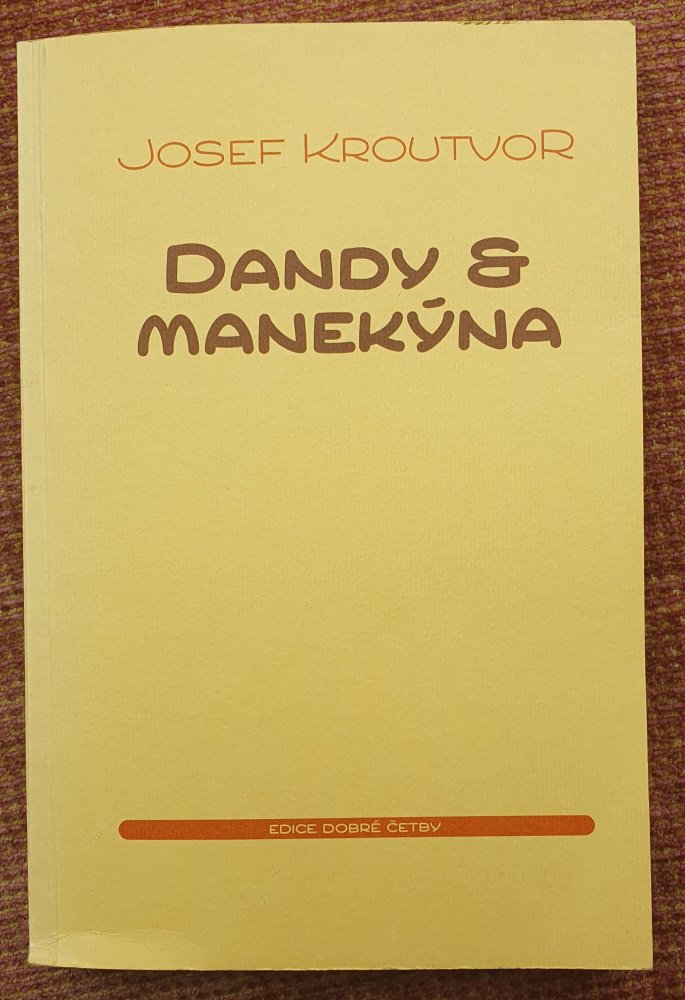 Josef Kroutvor
Dandy &
manekýna
EDICE DOBRÉ ČETBY